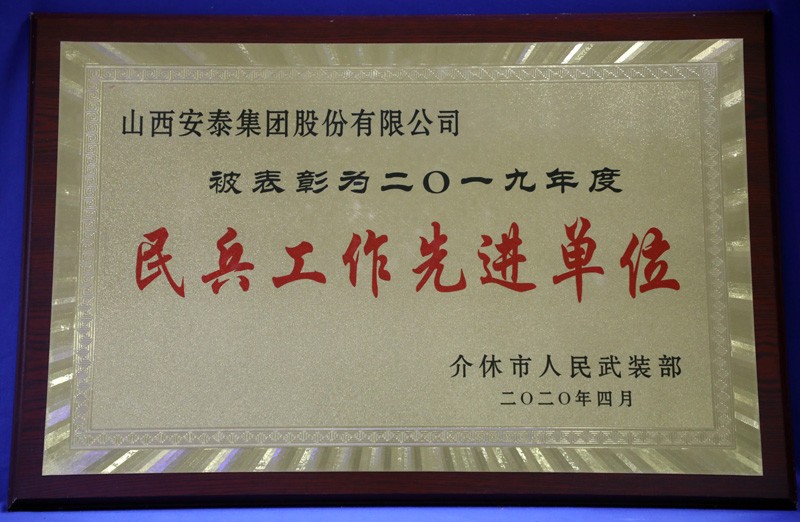 山西安泰集团股份有限公司
被表彰为二〇一九年度
民兵工作先进单位
介休市人民武装部
二〇二〇年四月